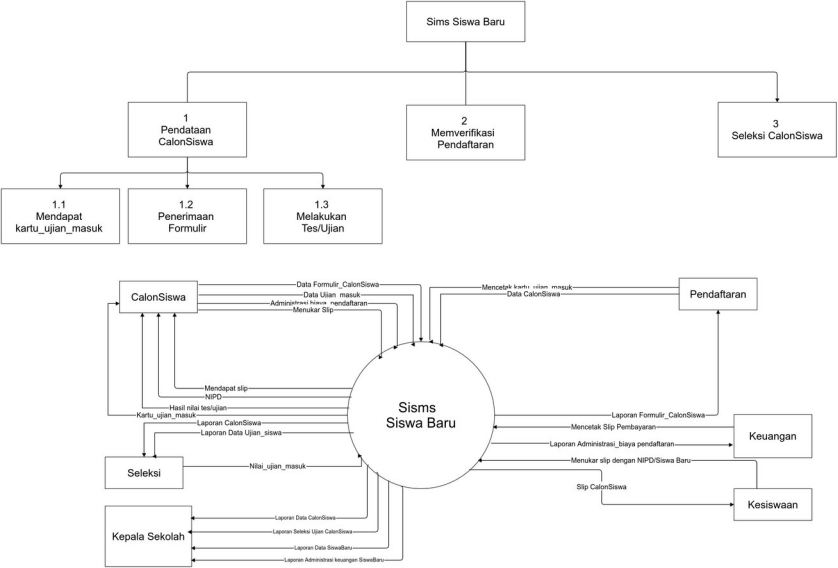 Sims Siswa Baru
1
Pendataan
CalonSiswa
2
Memverifikasi
Pendaftaran
3
Seleksi CalonSiswa
1.1
Mendapat
kartu_ujian_masuk
1.2
Penerimaan
Formulir
1.3
Melakukan
Tes/Ujian
CalonSiswa
Data Formulir_CalonSiswa
Data Ujian_masuk
Administrasi biaya_pendaftaran
Menukar Slip
Mencetak kartu_ujian_masuk
Data CalonSiswa
Pendaftaran
Sisms
Siswa Baru
Mendapat slip
NIPD
Hasil nilai tes/ujian
Kartu_ujian_masuk
Laporan CalonSiswa
Laporan Data Ujian_siswa
Seleksi
Nilai_ujian_masuk
Laporan Formulir_CalonSiswa
Mencetak Slip Pembayaran
Keuangan
Laporan Administrasi_biaya pendaftaran
Menukar slip dengan NIPD/Siswa Baru
Slip CalonSiswa
Kesiswaan
Kepala Sekolah
Laporan Data CalonSiswa
Laporan Seleksi Ujian CalonSiswa
Laporan Data SiswaBaru
Laporan Administrasi keuangan SiswaBaru